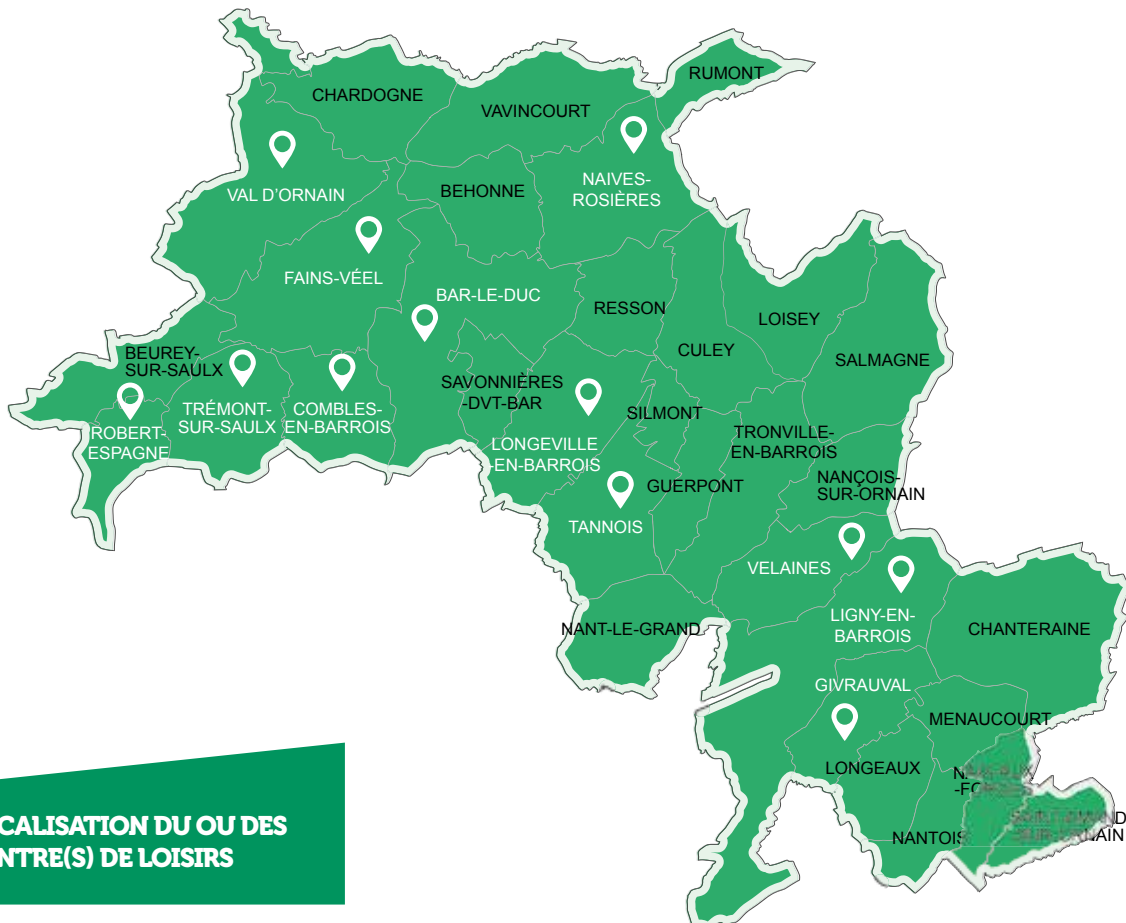 RUMONT
CHARDOGNE
VAVINCOURT
NAIVES-
ROSIÈRES
BEHONNE
VAL D'ORNAIN
FAINS-VÉEL
BAR-LE-DUC
RESSON
LOISEY
CULEY
SALMAGNE
BEUREY-
SUR-SAULX
TRÉMONT-
SUR-SAULX
COMBLES-
EN-BARROIS
SAVONNIÈRES
-DVT-BAR
SILMONT
ROBERT-
ESPAGNE
LONGEVILLE
-EN-BARROIS
TRONVILLE-
EN-BARROIS
GUERPONT
NANÇOIS-
SUR-ORNAIN
TANNOIS
VELAINES
LIGNY-EN-
BARROIS
NANT-LE-GRAND
CHANTERAINE
GIVRAUVAL
MENAUCOURT
LONGEAUX
NANTOIS
CALISATION DU OU DES
NTRE(S) DE LOISIRS